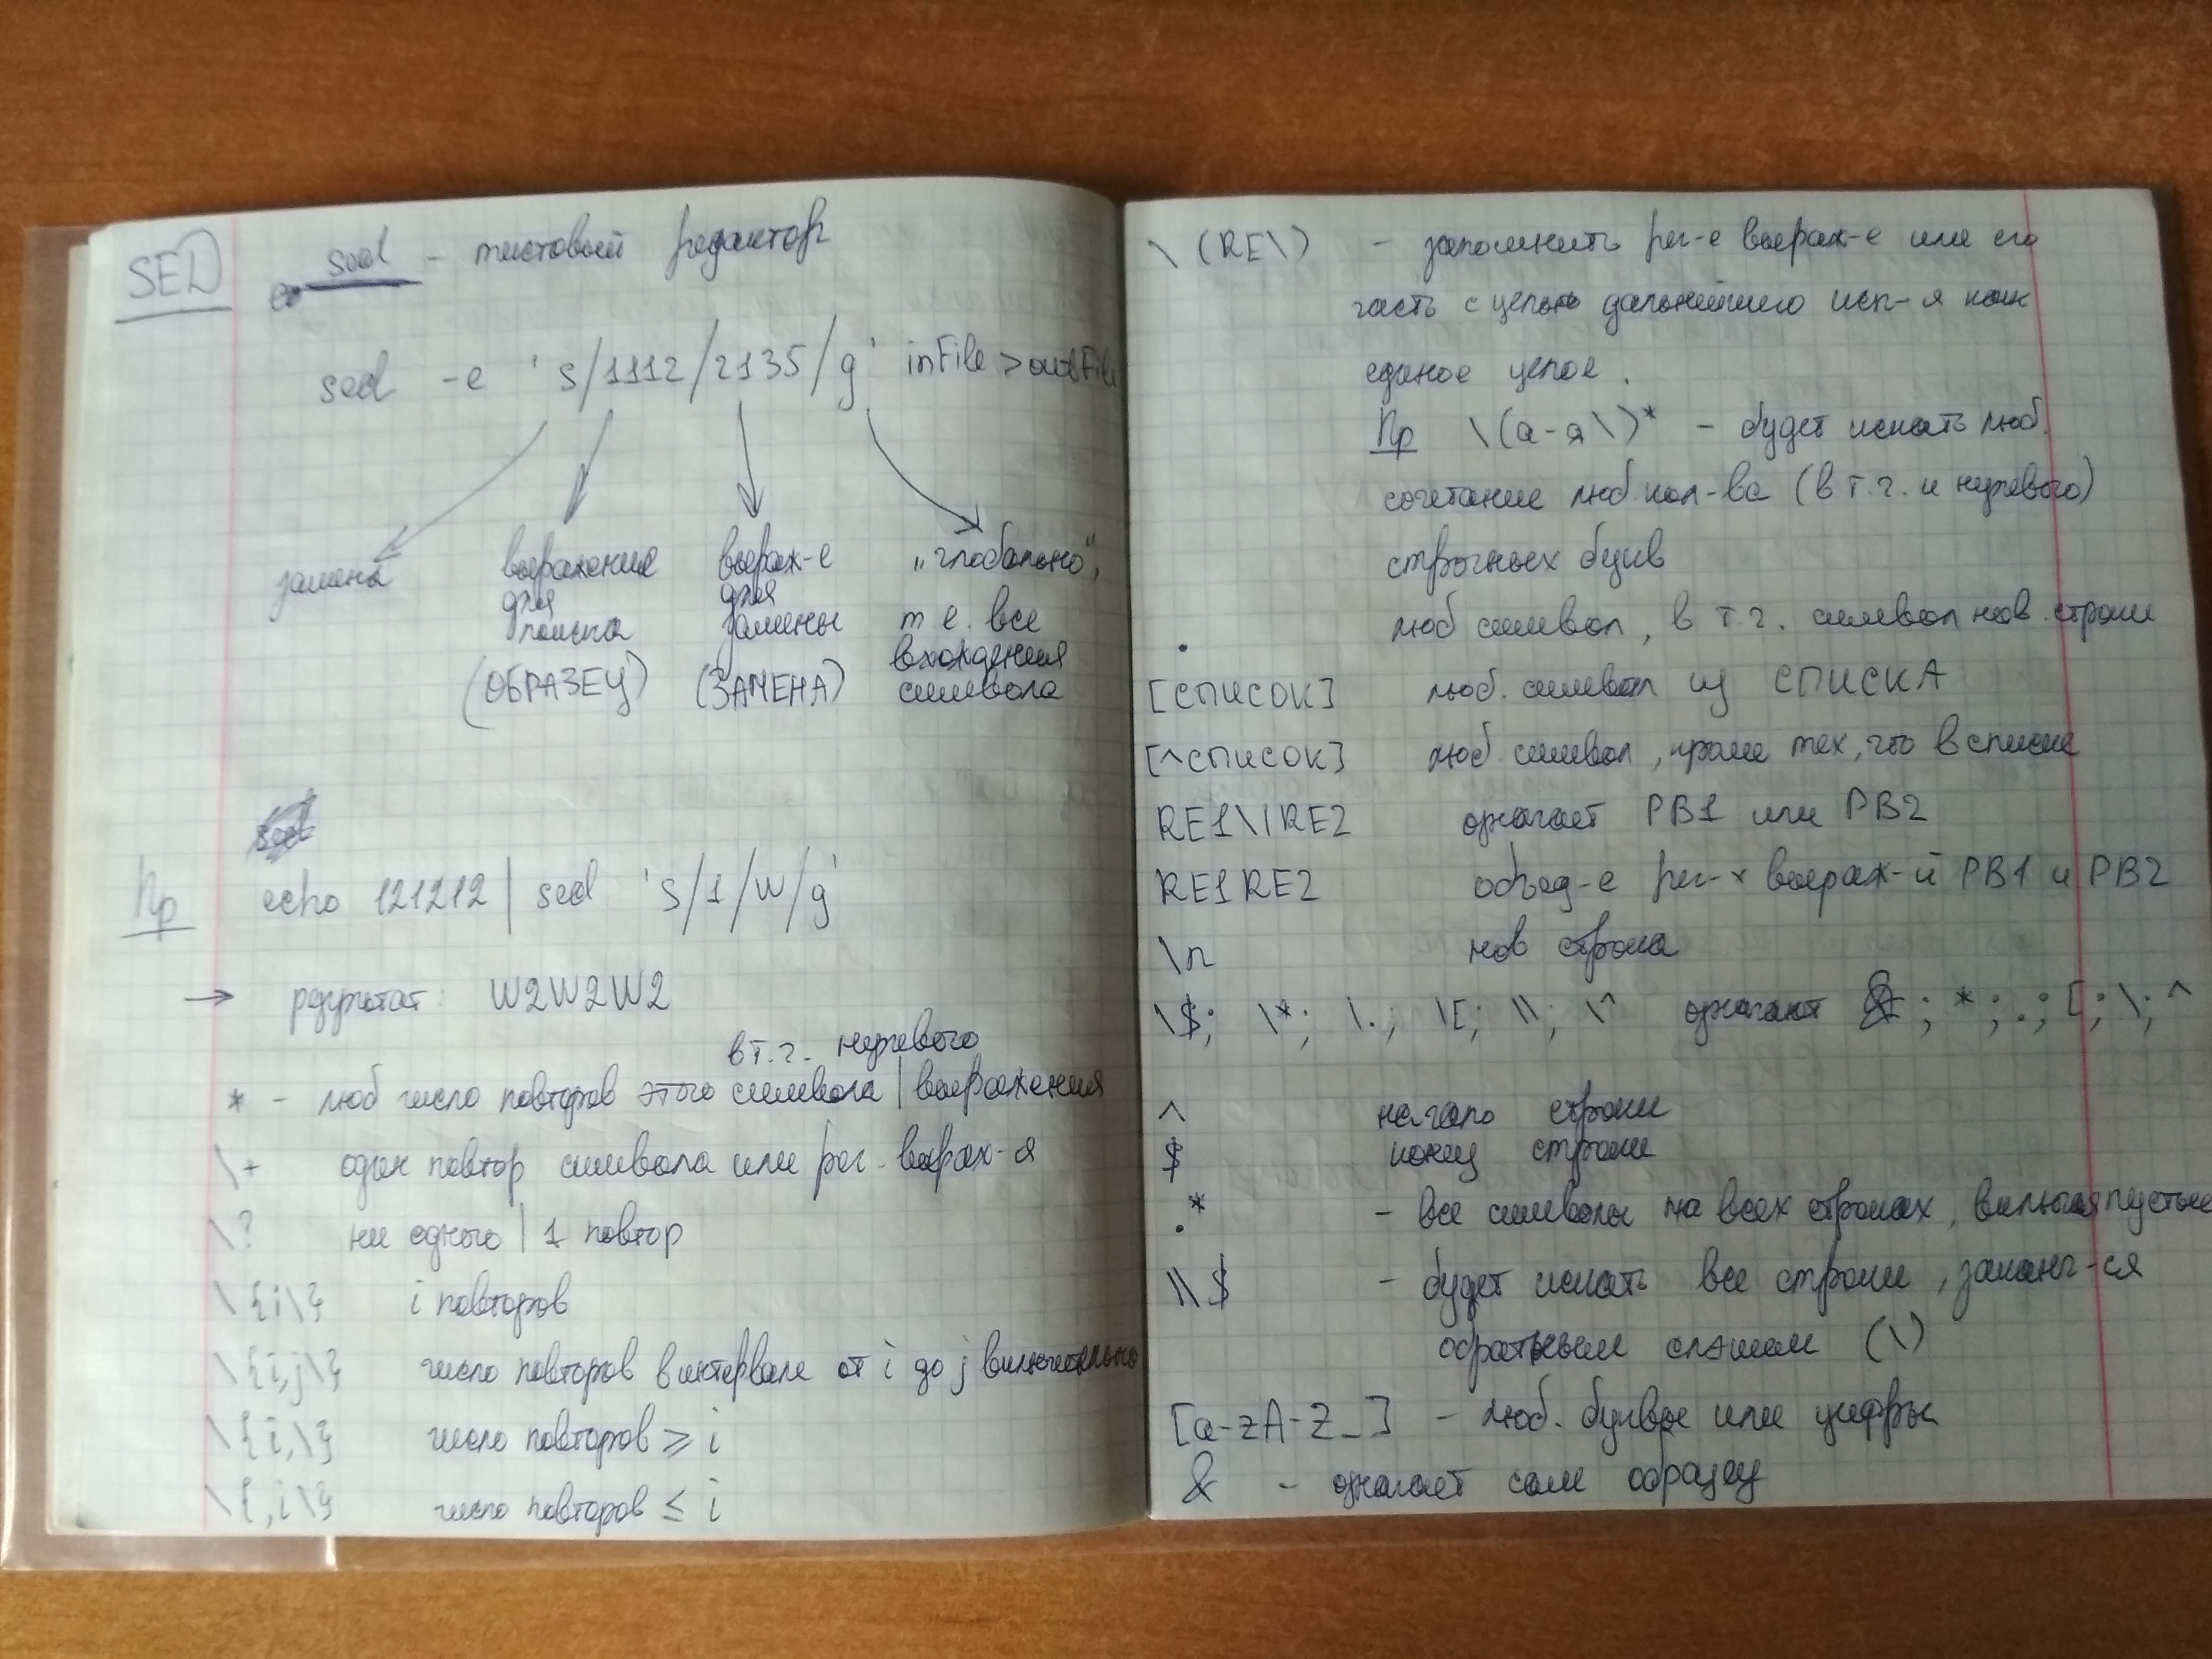 SED
sed - текстовый редактор
sed -e 's/1112/2135/g' inFile > outFile
замена
выражение для поиска (ОБРАЗЕЦ)
выраж-е для замены (ЗАМЕНА)
„глобально", т е. все вхождения символа
Пр echo 121212 | sed 's/1/W/g'
→ результат: W2W2W2
в т.ч. нулевого
* - люб число повторов этого символа | выражения
\+ один повтор символа или рег. выраж-я
\? ни одного | 1 повтор
\{i\} i повторов
\{i,j\} число повторов в интервале от i до j включительно
\{i,\} число повторов ≥ i
\{,i\} число повторов ≤ i
\(RE\) - запомнить рег-е выраж-е или его
часть с целью дальнейшего исп-я как
единое целое.
Пр \(а-я\)* - будет искать люб.
сочетание люб. кол-ва (в т.ч. и нулевого)
строчных букв
. люб символ, в т.ч. символ нов. строки
[СПИСОК] люб. символ из СПИСКА
[^СПИСОК] люб. символ, кроме тех, что в списке
RE1\|RE2 означает РВ1 или РВ2
RE1RE2 объед-е рег-х выраж-й РВ1 и РВ2
\n нов строка
\$; \*; \.; \[; \\; \^ означают ; *; .; [; \; ^
^ начало строки
$ конец строки
.* - все символы на всех строках, включая пустые
\\$ - будет искать все строки, заканч-ся
обратным слэшем (\)
[a-zA-Z_] - люб. буквы или цифры
& - означает сам образец